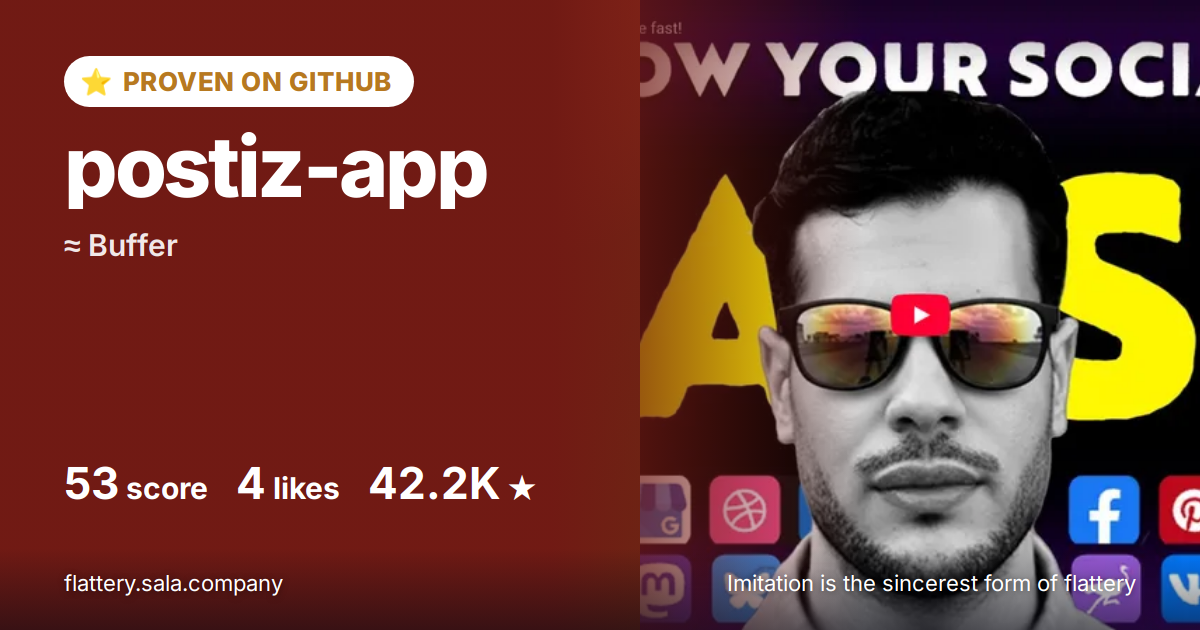 ⭐ PROVEN ON GITHUB
postiz-app
≈ Buffer
53 score 4 likes 42.2K ★
flattery.sala.company
e fast!
OW YOUR SOCIA
A S
G
Imitation is the sincerest form of flattery